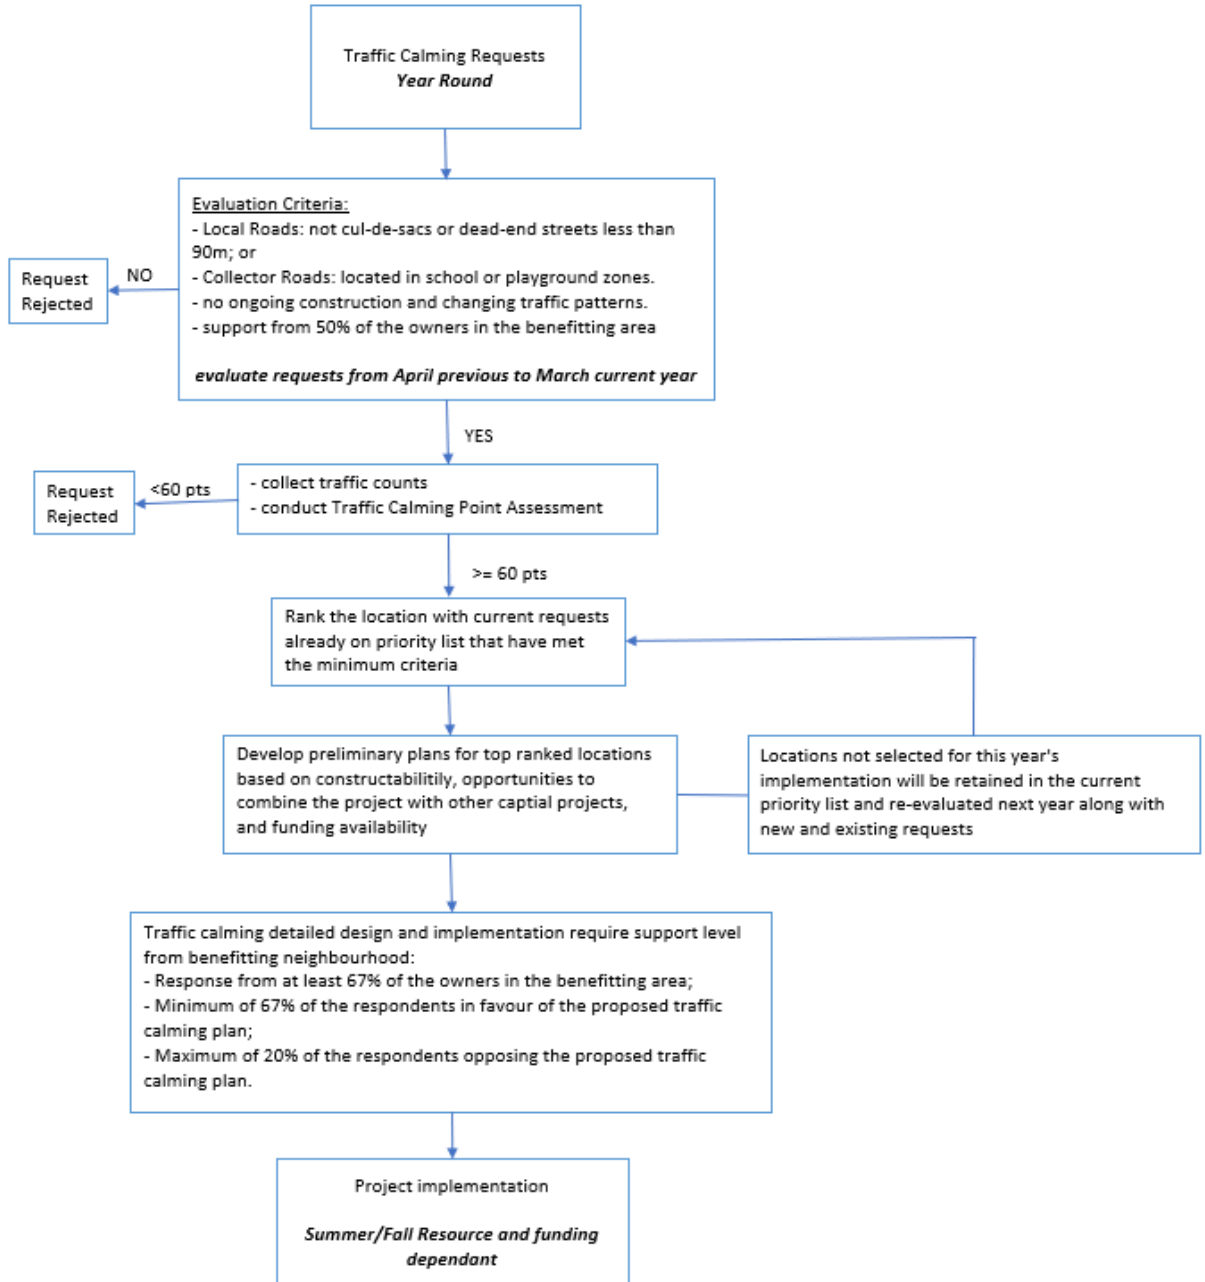 Traffic Calming Requests
Year Round
Evaluation Criteria:
- Local Roads: not cul-de-sacs or dead-end streets less than
90m; or
- Collector Roads: located in school or playground zones.
- no ongoing construction and changing traffic patterns.
- support from 50% of the owners in the benefitting area
evaluate requests from April previous to March current year
NO
Request
Rejected
YES
- collect traffic counts
- conduct Traffic Calming Point Assessment
<60 pts
Request
Rejected
>= 60 pts
Rank the location with current requests
already on priority list that have met
the minimum criteria
Develop preliminary plans for top ranked locations
based on constructabilitily, opportunities to
combine the project with other captial projects,
and funding availability
Locations not selected for this year's
implementation will be retained in the current
priority list and re-evaluated next year along with
new and existing requests
Traffic calming detailed design and implementation require support level
from benefitting neighbourhood:
- Response from at least 67% of the owners in the benefitting area;
- Minimum of 67% of the respondents in favour of the proposed traffic
calming plan;
- Maximum of 20% of the respondents opposing the proposed traffic
calming plan.
Project implementation
Summer/Fall Resource and funding
dependant